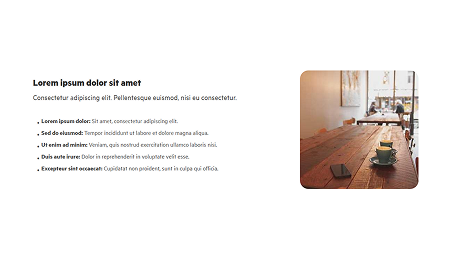 Lorem ipsum dolor sit amet
Consectetur adipiscing elit. Pellentesque euismod, nisi eu consectetur.
• Lorem ipsum dolor: Sit amet, consectetur adipiscing elit.
• Sed do eiusmod: Tempor incididunt ut labore et dolore magna aliqua.
• Ut enim ad minim: Veniam, quis nostrud exercitation ullamco laboris nisi.
• Duis aute irure: Dolor in reprehenderit in voluptate velit esse.
• Excepteur sint occaecat: Cupidatat non proident, sunt in culpa qui officia.